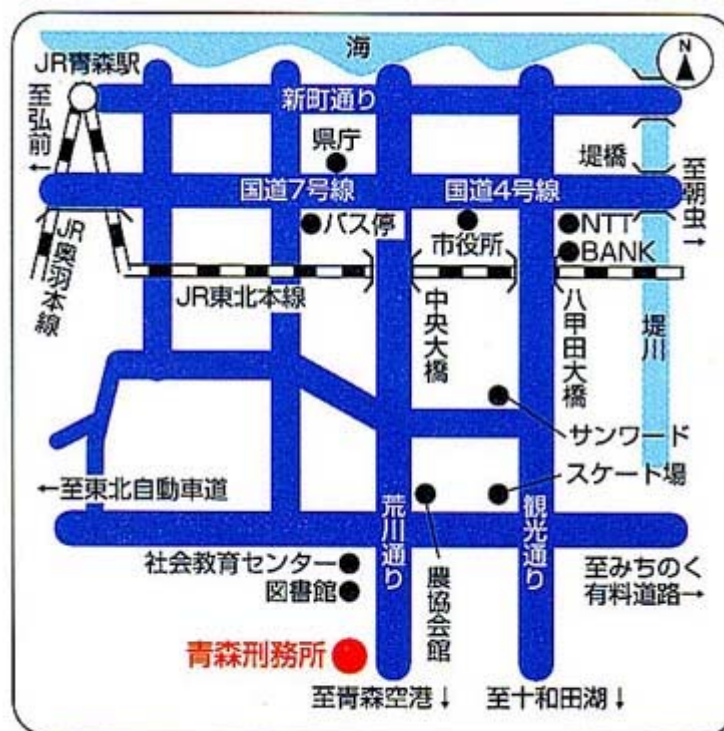 海
N
JR青森駅
新町通り
至弘前
←
県庁
堤橋
至朝虫
→
国道7号線
国道4号線
バス停
市役所
NTT
BANK
JR奥羽本線
JR東北本線
中央大橋
八甲田大橋
堤川
サンワード
スケート場
←至東北自動車道
荒川通り
観光通り
社会教育センター
図書館
農協会館
至みちのく
有料道路→
青森刑務所
至青森空港↓
至十和田湖↓